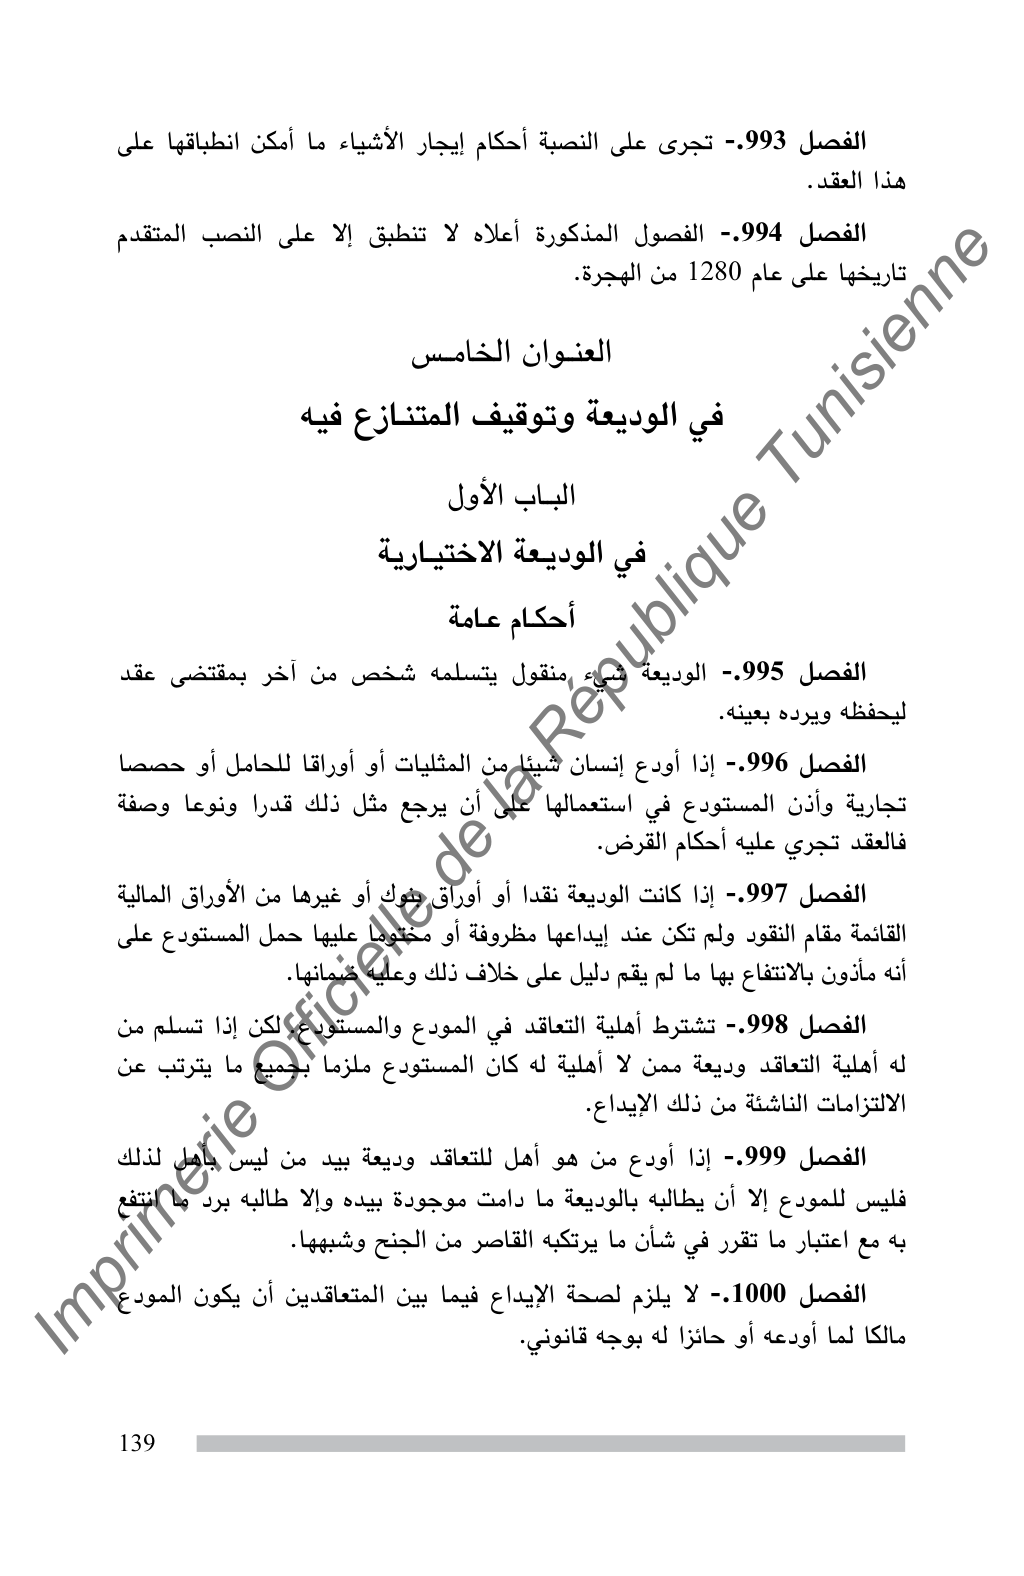 الفصل 993.- تجرى على النصبة أحكام إيجار الأشياء ما أمكن انطباقها على
هذا العقد.
الفصل 994.- الفصول المذكورة أعلاه لا تنطبق إلا على النصب المتقدم
تاريخها على عام 1280 من الهجرة.
العنـوان الخامـس
في الوديعة وتوقيف المتنـازع فيه
البـاب الأول
في الوديـعة الاختيـاريـة
أحكـام عـامة
الفصل 995.- الوديعة شيء منقول يتسلمه شخص من آخر بمقتضى عقد
ليحفظه ويرده بعينه.
الفصل 996.- إذا أودع إنسان شيئا من المثليات أو أوراقا للحامل أو حصصا
تجارية وأذن المستودع في استعمالها على أن يرجع مثل ذلك قدرا ونوعا وصفة
فالعقد تجري عليه أحكام القرض.
الفصل 997.- إذا كانت الوديعة نقدا أو أوراق بنوك أو غيرها من الأوراق المالية
القائمة مقام النقود ولم تكن عند إيداعها مظروفة أو مختوما عليها حمل المستودع على
أنه مأذون بالانتفاع بها ما لم يقم دليل على خلاف ذلك وعليه ضمانها.
الفصل 998.- تشترط أهلية التعاقد في المودع والمستودع. لكن إذا تسلم من
له أهلية التعاقد وديعة ممن لا أهلية له كان المستودع ملزما بجميع ما يترتب عن
الالتزامات الناشئة من ذلك الإيداع.
الفصل 999.- إذا أودع من هو أهل للتعاقد وديعة بيد من ليس بأهل لذلك
فليس للمودع إلا أن يطالبه بالوديعة ما دامت موجودة بيده وإلا طالبه برد ما انتفع
به مع اعتبار ما تقرر في شأن ما يرتكبه القاصر من الجنح وشبهها.
الفصل 1000.- لا يلزم لصحة الإيداع فيما بين المتعاقدين أن يكون المودع
مالكا لما أودعه أو حائزا له بوجه قانوني.
139
Imprimerie Officielle de la République Tunisienne